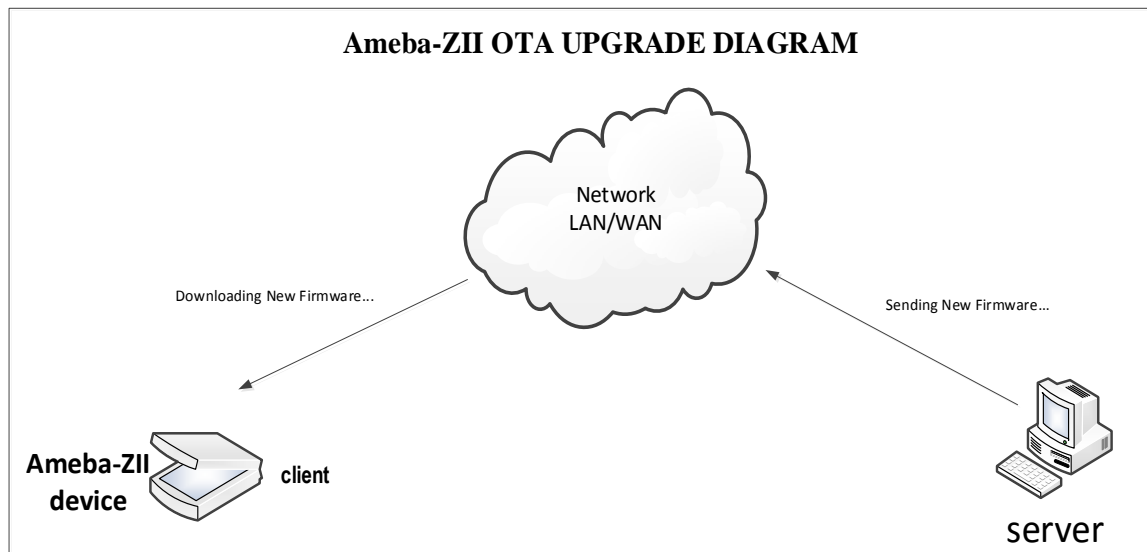 Ameba-ZII OTA UPGRADE DIAGRAM
Network
LAN/WAN
Downloading New Firmware...
Sending New Firmware...
Ameba-ZII
device
client
server